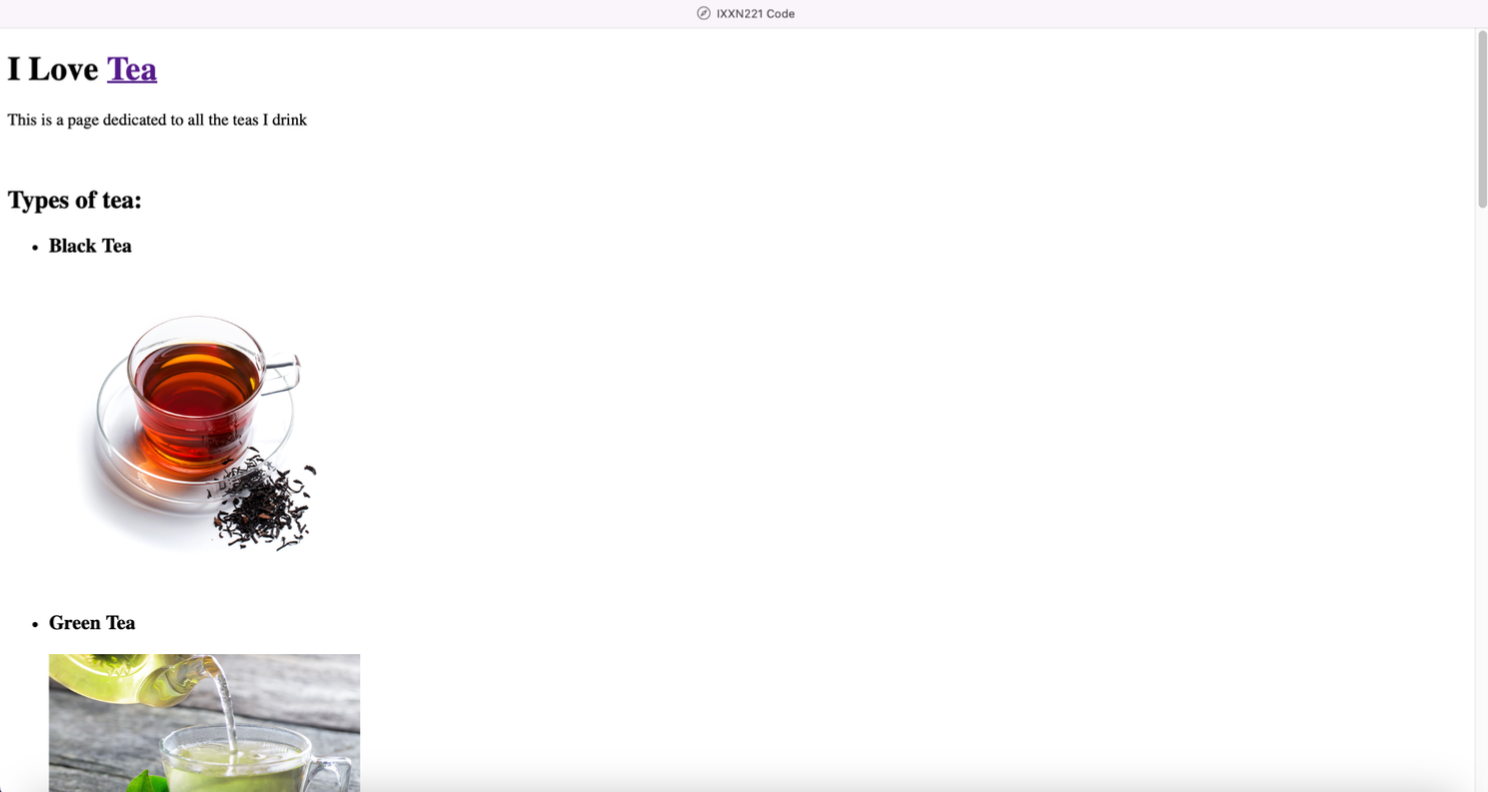 IXXN221 Code
I Love Tea
This is a page dedicated to all the teas I drink
Types of tea:
Black Tea
Green Tea